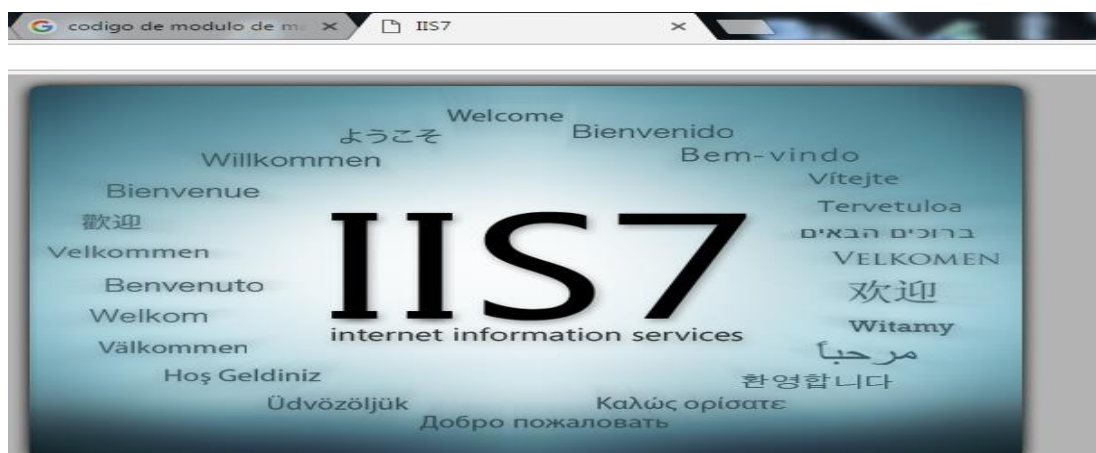 codigo de modulo de m
IIS7
Welcome
ようこそ
Bienvenido
Willkommen
Bem-vindo
Bienvenue
Vítejte
歡迎
Tervetuloa
ברוכים הבאים
Velkommen
VELKOMEN
Benvenuto
欢迎
Welkom
Witamy
IIS7
internet information services
Välkommen
مرحباً
Hoş Geldiniz
환영합니다
Üdvözöljük
Καλώς ορίσατε
Добро пожаловать